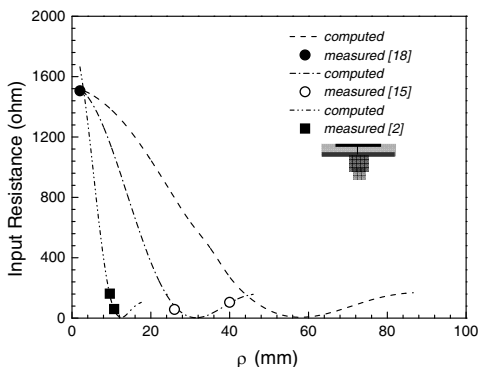 2000
1600
1200
800
400
0
Input Resistance (ohm)
computed
measured [18]
computed
measured [15]
computed
measured [2]
0 20 40 60 80 100
ρ (mm)